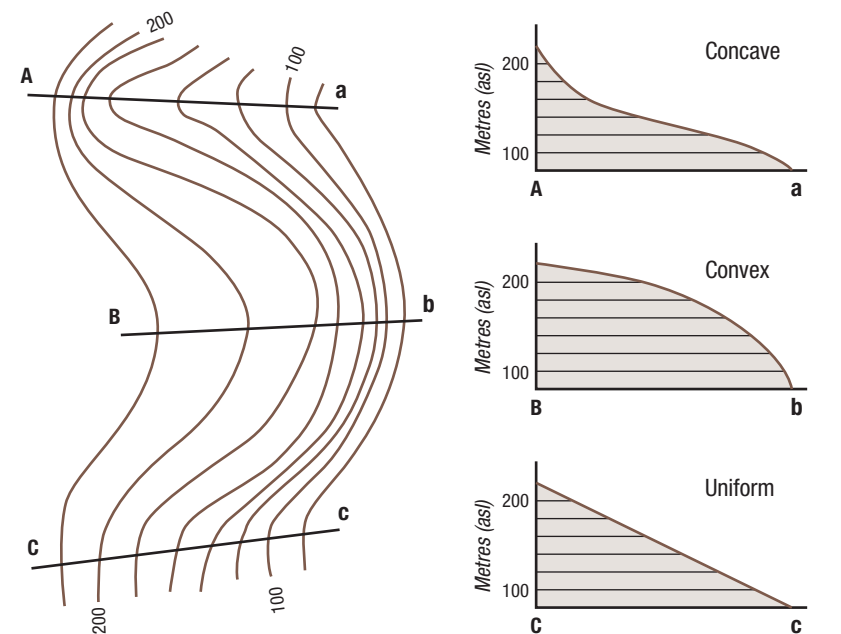 200
100
A
a
B
b
C
c
200
100
Concave
Metres (asl)
200
100
A
a
Convex
Metres (asl)
200
100
B
b
Uniform
Metres (asl)
200
100
C
c